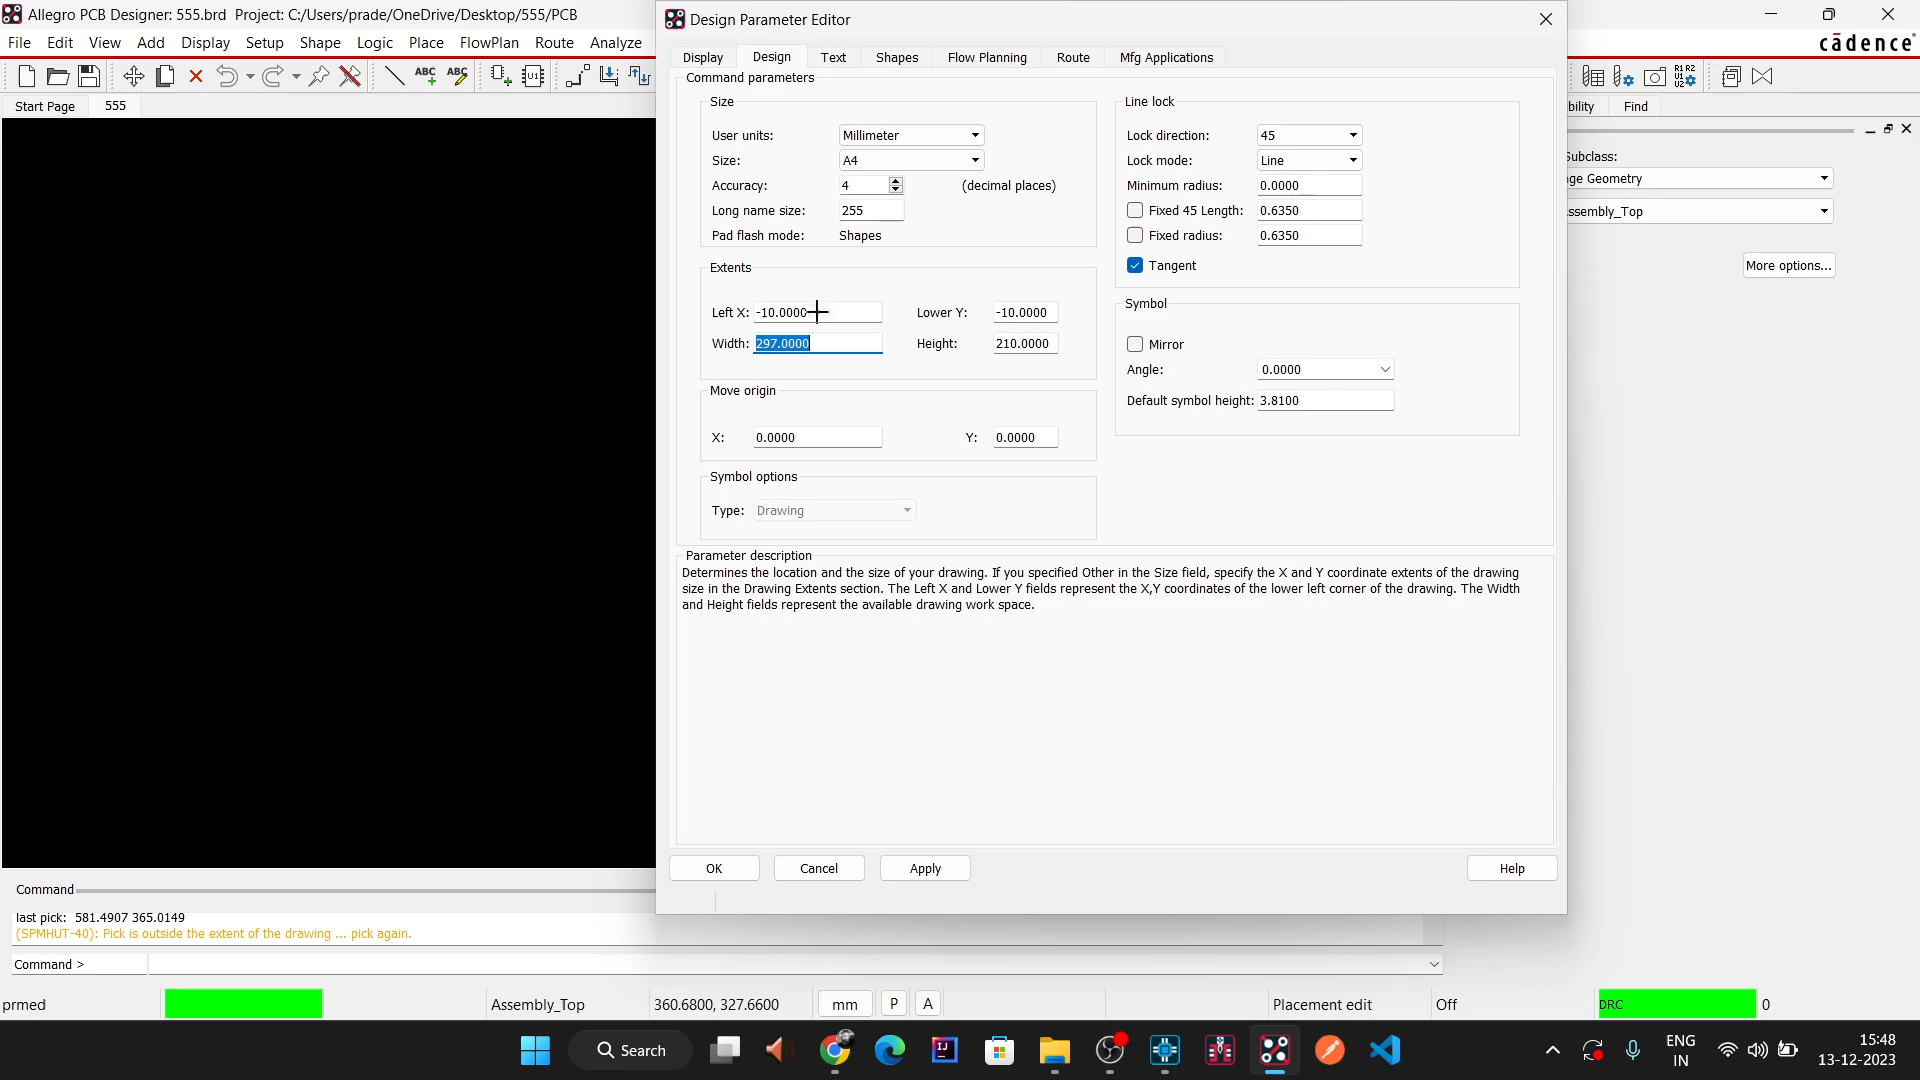 Allegro PCB Designer: 555.brd Project: C:/Users/prade/OneDrive/Desktop/555/PCB
File Edit View Add Display Setup Shape Logic Place FlowPlan Route Analyze
cādence
Start Page 555
Design Parameter Editor
Display Design Text Shapes Flow Planning Route Mfg Applications
Command parameters
Size
User units: Millimeter
Size: A4
Accuracy: 4 (decimal places)
Long name size: 255
Pad flash mode: Shapes
Extents
Left X: -10.0000 Lower Y: -10.0000
Width: 297.0000 Height: 210.0000
Move origin
X: 0.0000 Y: 0.0000
Symbol options
Type: Drawing
Line lock
Lock direction: 45
Lock mode: Line
Minimum radius: 0.0000
Fixed 45 Length: 0.6350
Fixed radius: 0.6350
Tangent
Symbol
Mirror
Angle: 0.0000
Default symbol height: 3.8100
Parameter description
Determines the location and the size of your drawing. If you specified Other in the Size field, specify the X and Y coordinate extents of the drawing
size in the Drawing Extents section. The Left X and Lower Y fields represent the X,Y coordinates of the lower left corner of the drawing. The Width
and Height fields represent the available drawing work space.
OK Cancel Apply Help
bility Find
Subclass:
ge Geometry
ssembly_Top
More options...
Command
last pick: 581.4907 365.0149
(SPMHUT-40): Pick is outside the extent of the drawing ... pick again.
Command >
prmed Assembly_Top 360.6800, 327.6600 mm P A Placement edit Off DRC 0
Search
ENG
IN
15:48
13-12-2023